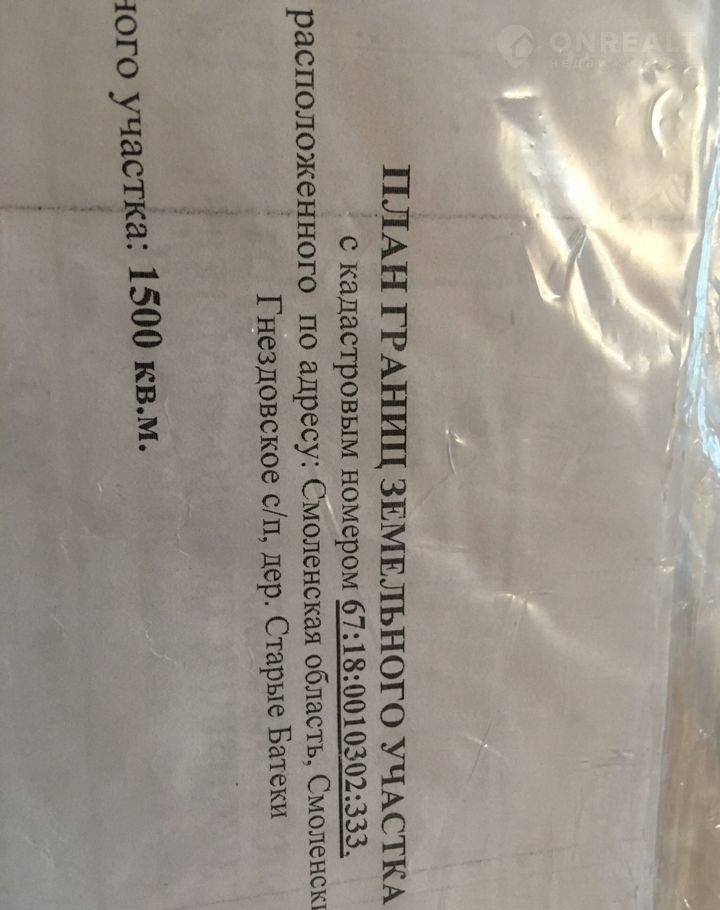 ПЛАН ГРАНИЦ ЗЕМЕЛЬНОГО УЧАСТКА
с кадастровым номером 67:18:0010302:333,
расположенного по адресу: Смоленская область, Смоленски
Гнездовское с/п, дер. Старые Батеки
ного участка: 1500 кв.м.
ONREALT